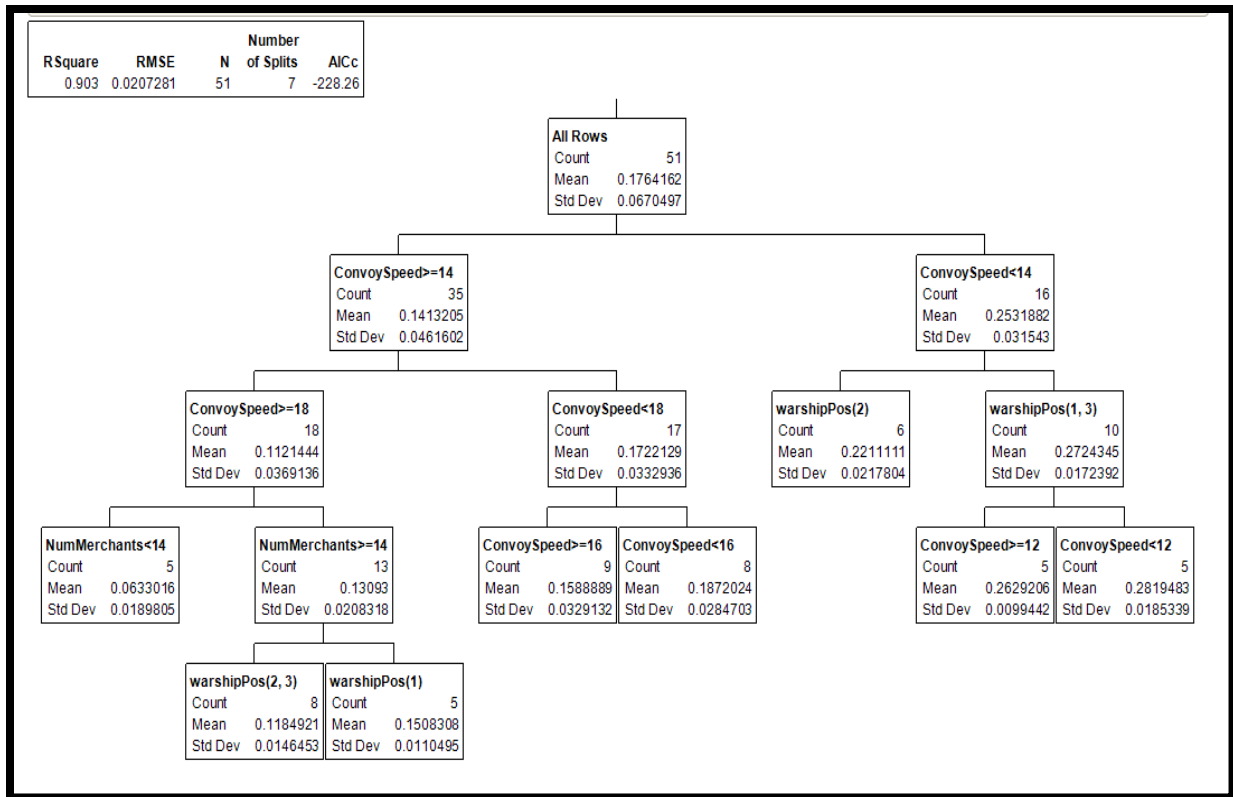 Number
RSquare RMSE N of Splits AICc
0.903 0.0207281 51 7 -228.26
All Rows
Count 51
Mean 0.1764162
Std Dev 0.0670497
ConvoySpeed>=14
Count 35
Mean 0.1413205
Std Dev 0.0461602
ConvoySpeed<14
Count 16
Mean 0.2531882
Std Dev 0.031543
ConvoySpeed>=18
Count 18
Mean 0.1121444
Std Dev 0.0369136
ConvoySpeed<18
Count 17
Mean 0.1722129
Std Dev 0.0332936
warshipPos(2)
Count 6
Mean 0.2211111
Std Dev 0.0217804
warshipPos(1, 3)
Count 10
Mean 0.2724345
Std Dev 0.0172392
NumMerchants<14
Count 5
Mean 0.0633016
Std Dev 0.0189805
NumMerchants>=14
Count 13
Mean 0.13093
Std Dev 0.0208318
ConvoySpeed>=16
Count 9
Mean 0.1588889
Std Dev 0.0329132
ConvoySpeed<16
Count 8
Mean 0.1872024
Std Dev 0.0284703
ConvoySpeed>=12
Count 5
Mean 0.2629206
Std Dev 0.0099442
ConvoySpeed<12
Count 5
Mean 0.2819483
Std Dev 0.0185339
warshipPos(2, 3)
Count 8
Mean 0.1184921
Std Dev 0.0146453
warshipPos(1)
Count 5
Mean 0.1508308
Std Dev 0.0110495